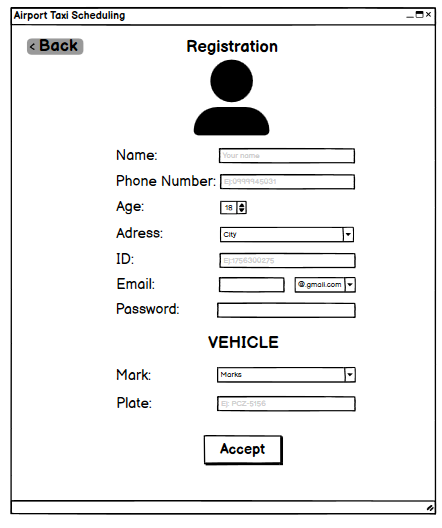 Airport Taxi Scheduling
< Back
Registration
Name: Your name
Phone Number: Ej:0999945031
Age: 18
Adress: City
ID: Ej:1756300275
Email: @.gmail.com
Password:
VEHICLE
Mark: Marks
Plate: Ej: PCZ-5156
Accept